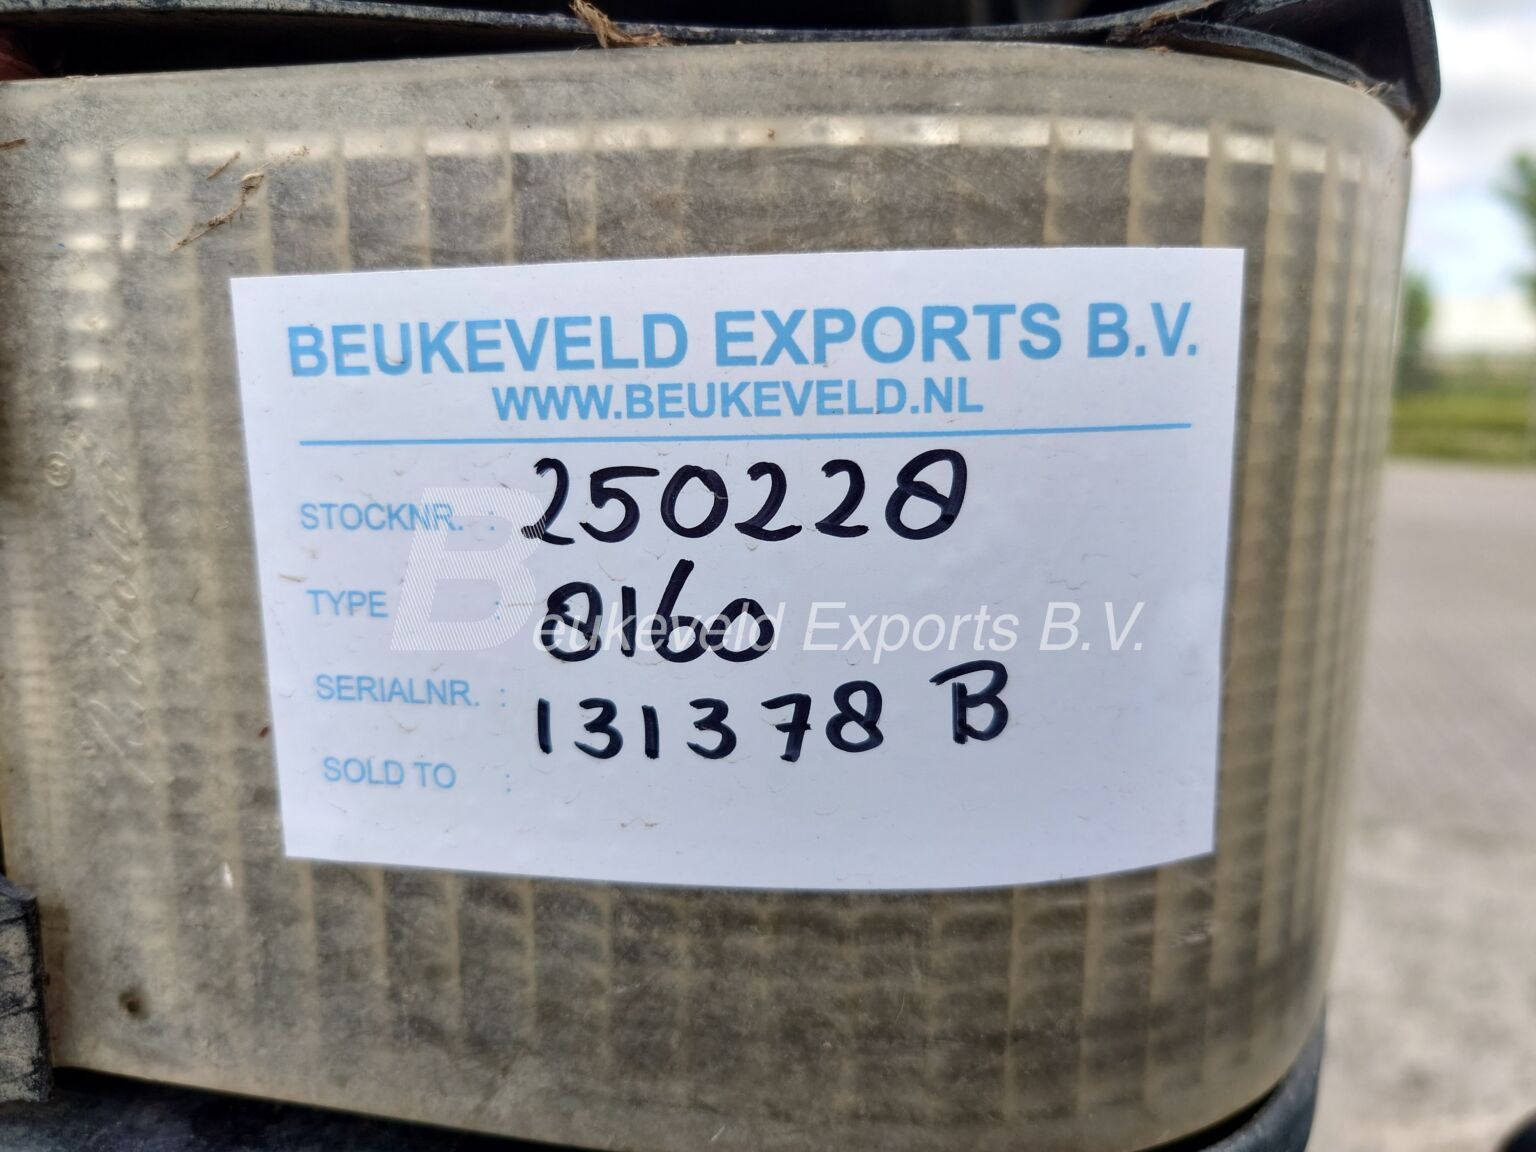 BEUKEVELD EXPORTS B.V.
WWW.BEUKEVELD.NL
STOCKNR. : 250228
TYPE : 8160
SERIALNR. : 131378 B
SOLD TO :
Beukeveld Exports B.V.